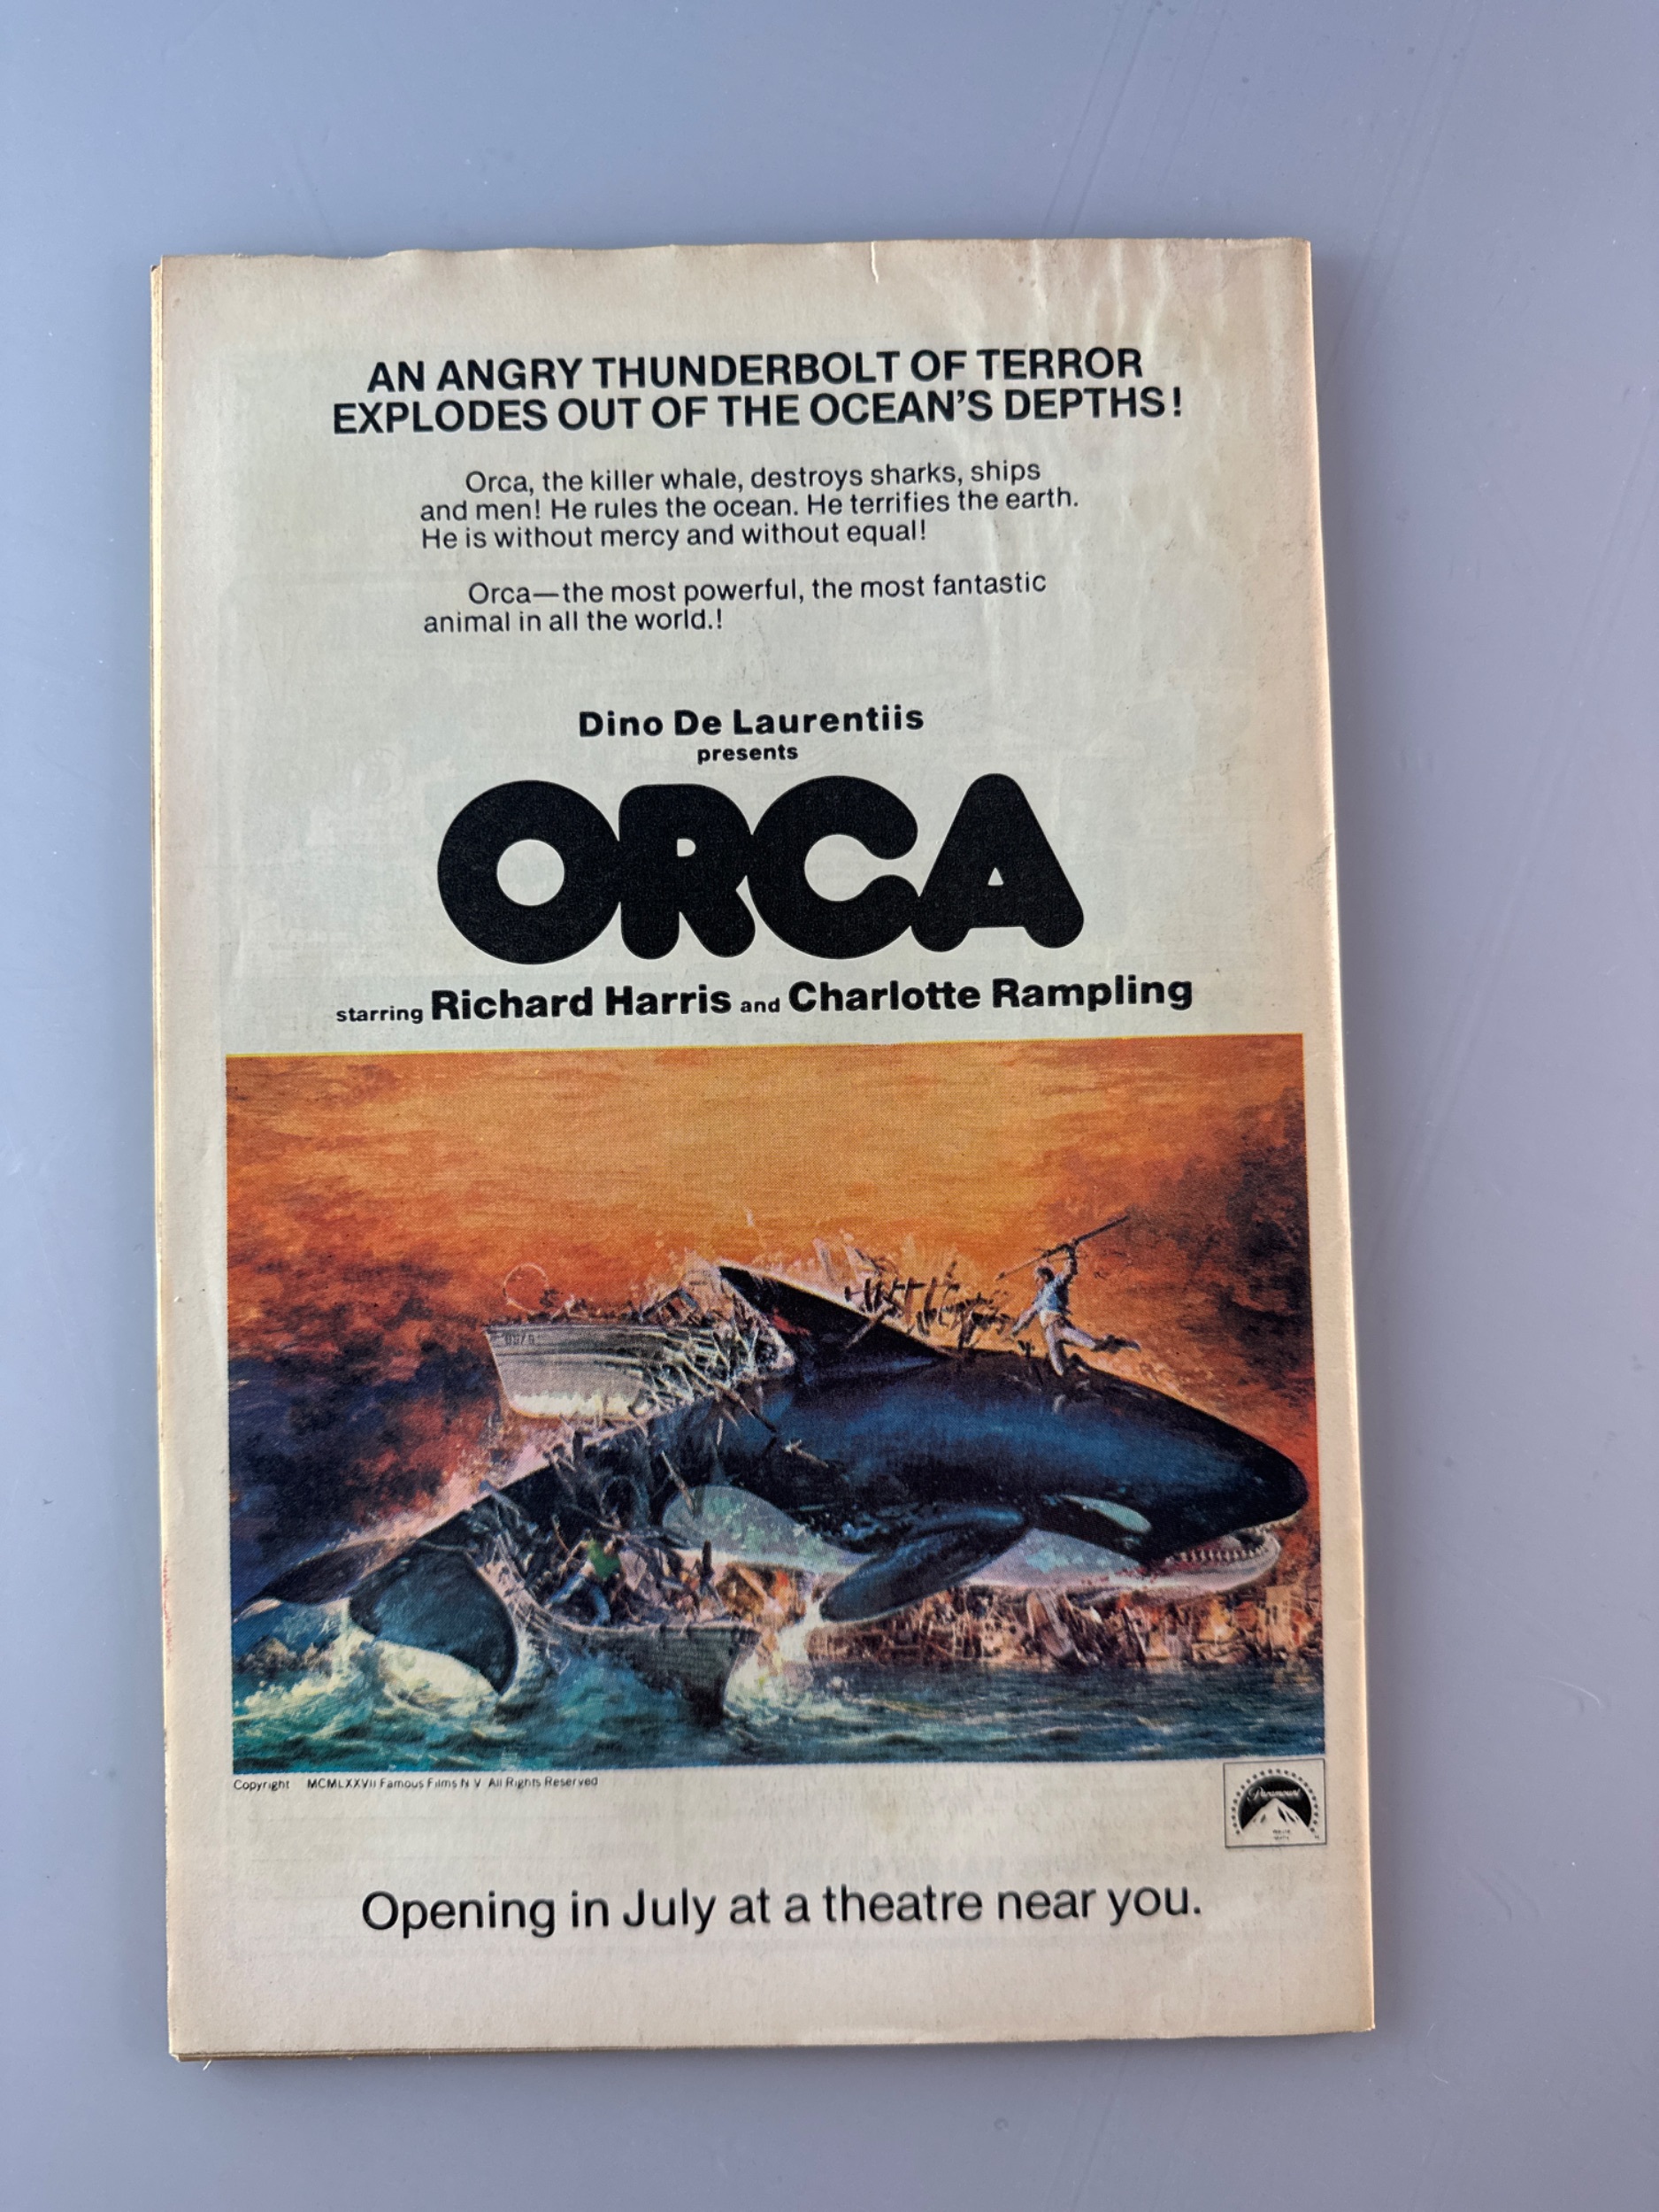 AN ANGRY THUNDERBOLT OF TERROR
EXPLODES OUT OF THE OCEAN'S DEPTHS!
Orca, the killer whale, destroys sharks, ships
and men! He rules the ocean. He terrifies the earth.
He is without mercy and without equal!
Orca—the most powerful, the most fantastic
animal in all the world.!
Dino De Laurentiis
presents
ORCA
starring Richard Harris and Charlotte Rampling
Copyright MCMLXXVII Famous Films N V All Rights Reserved
Paramount
Opening in July at a theatre near you.